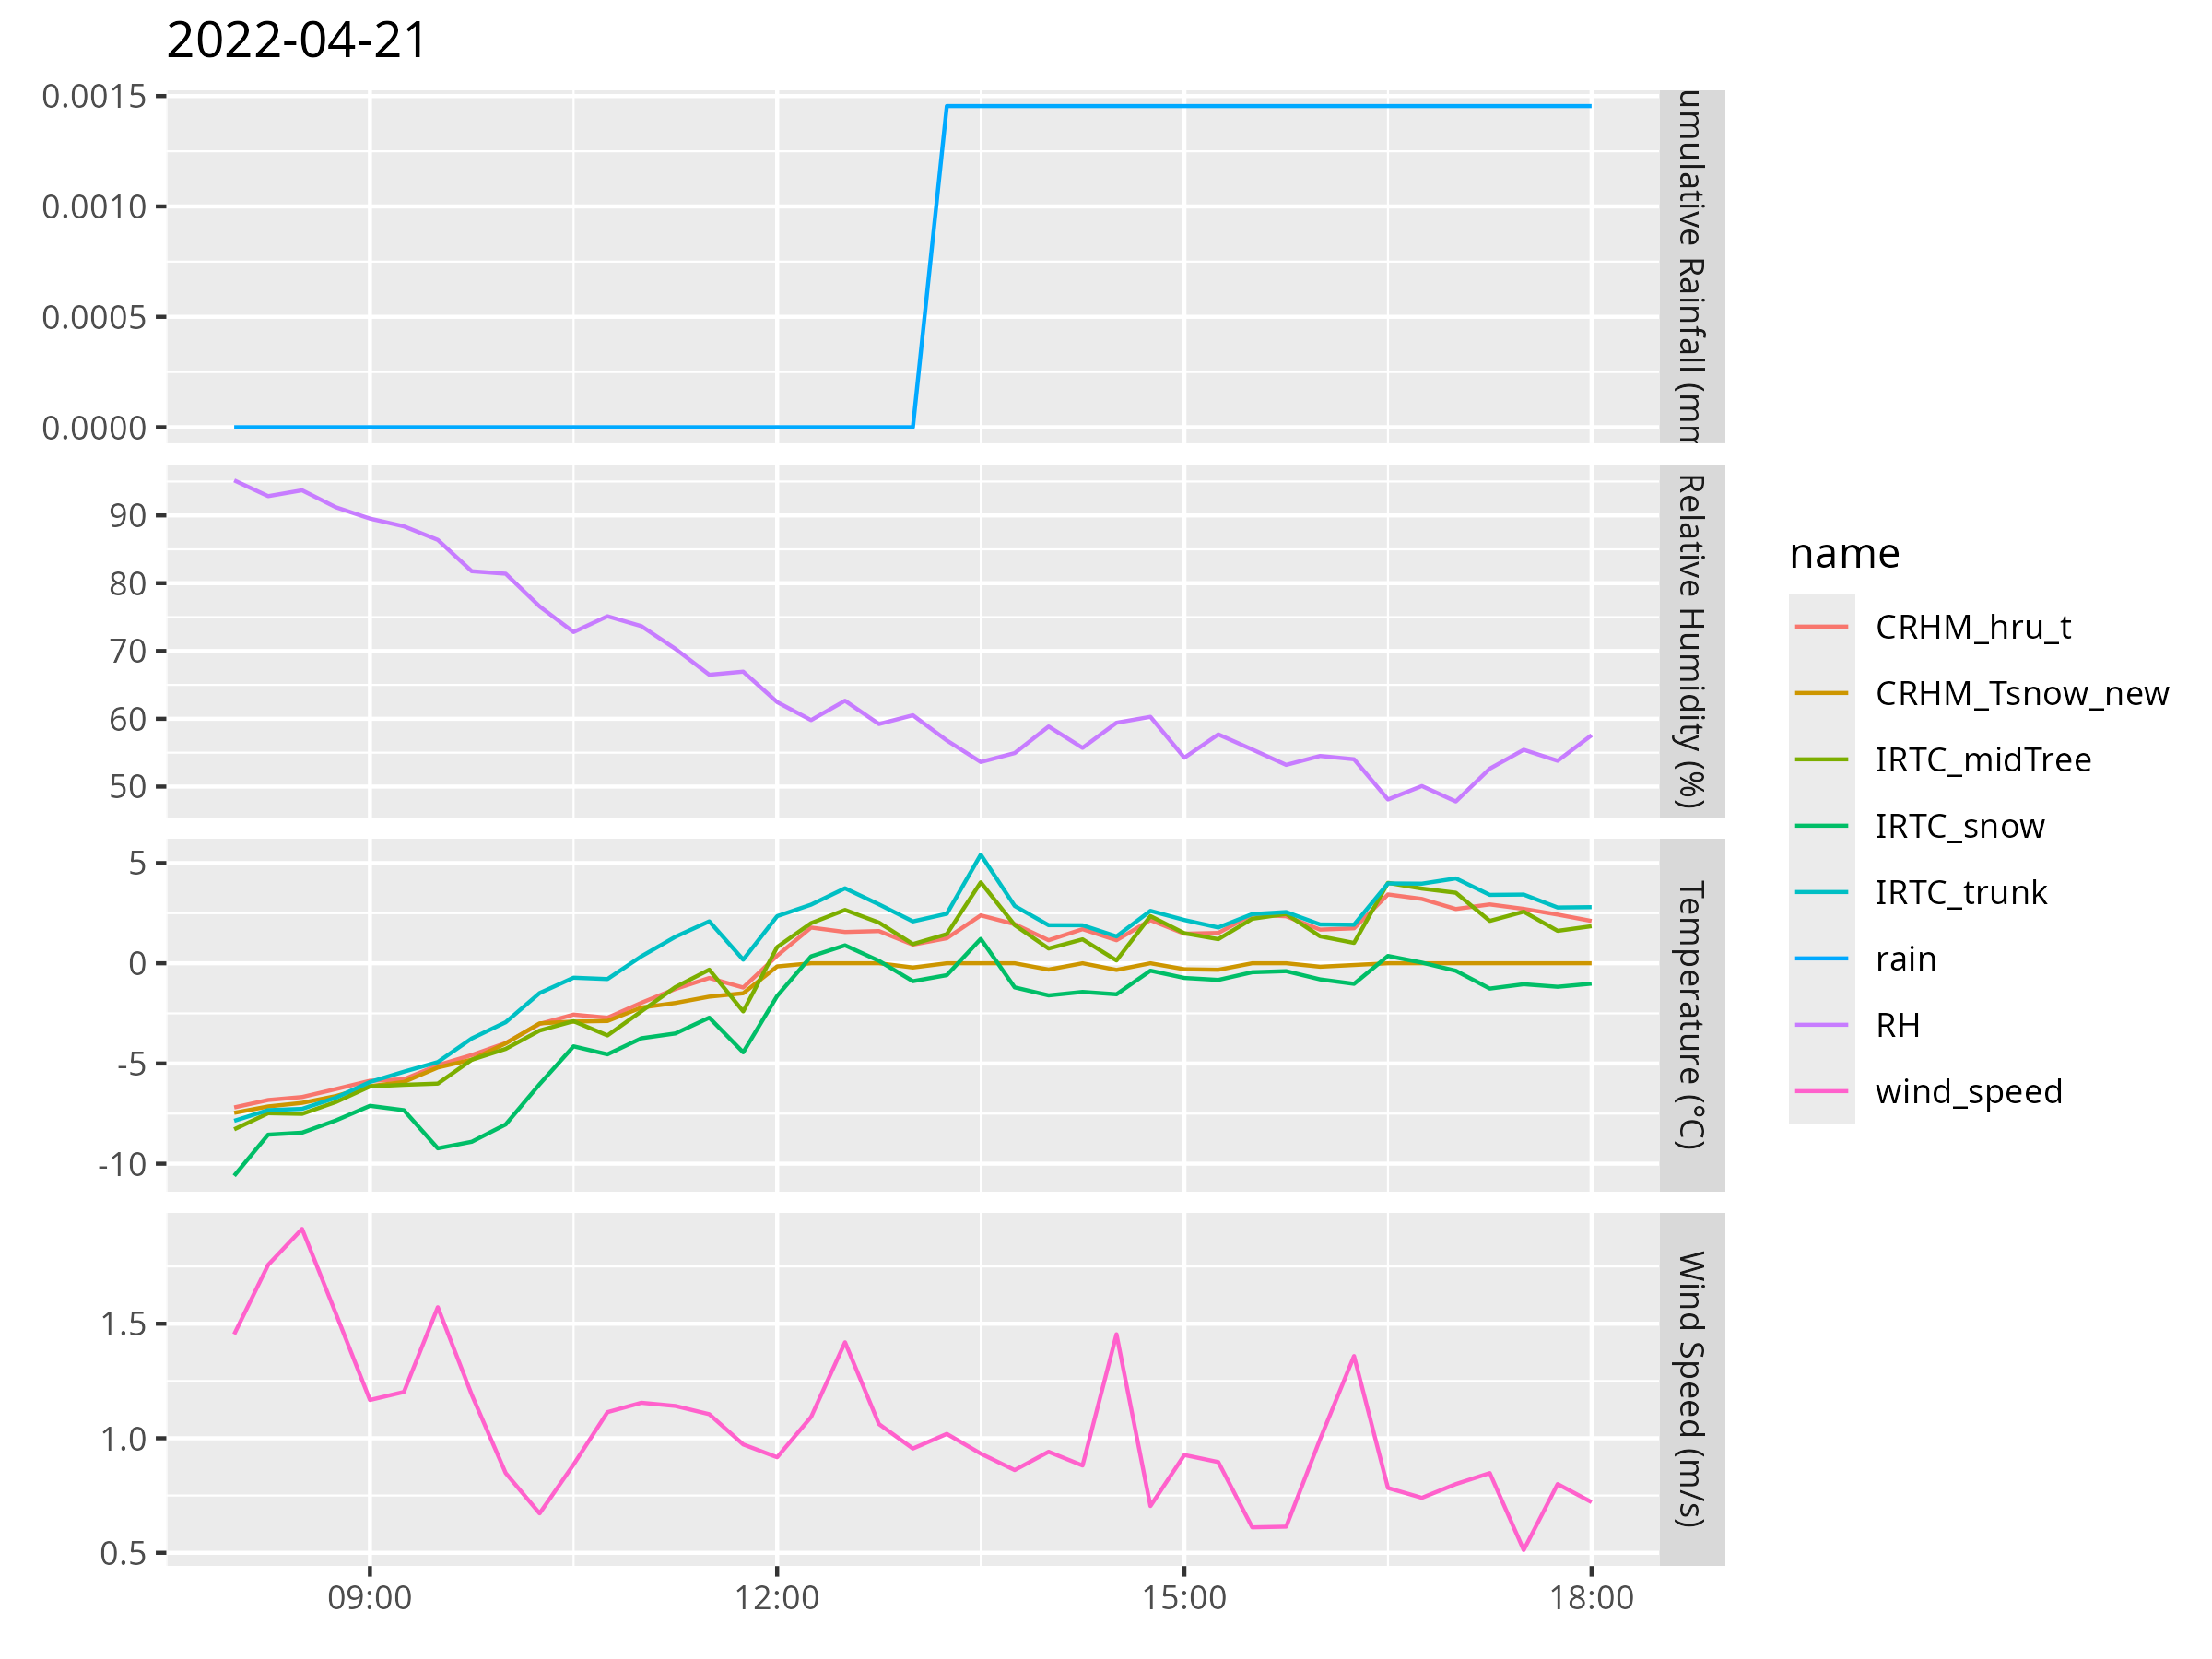 2022-04-21
0.0015
0.0010
0.0005
0.0000
umulative Rainfall (mm
90
80
70
60
50
Relative Humidity (%)
5
0
-5
-10
Temperature (°C)
1.5
1.0
0.5
Wind Speed (m/s)
09:00
12:00
15:00
18:00
name
CRHM_hru_t
CRHM_Tsnow_new
IRTC_midTree
IRTC_snow
IRTC_trunk
rain
RH
wind_speed